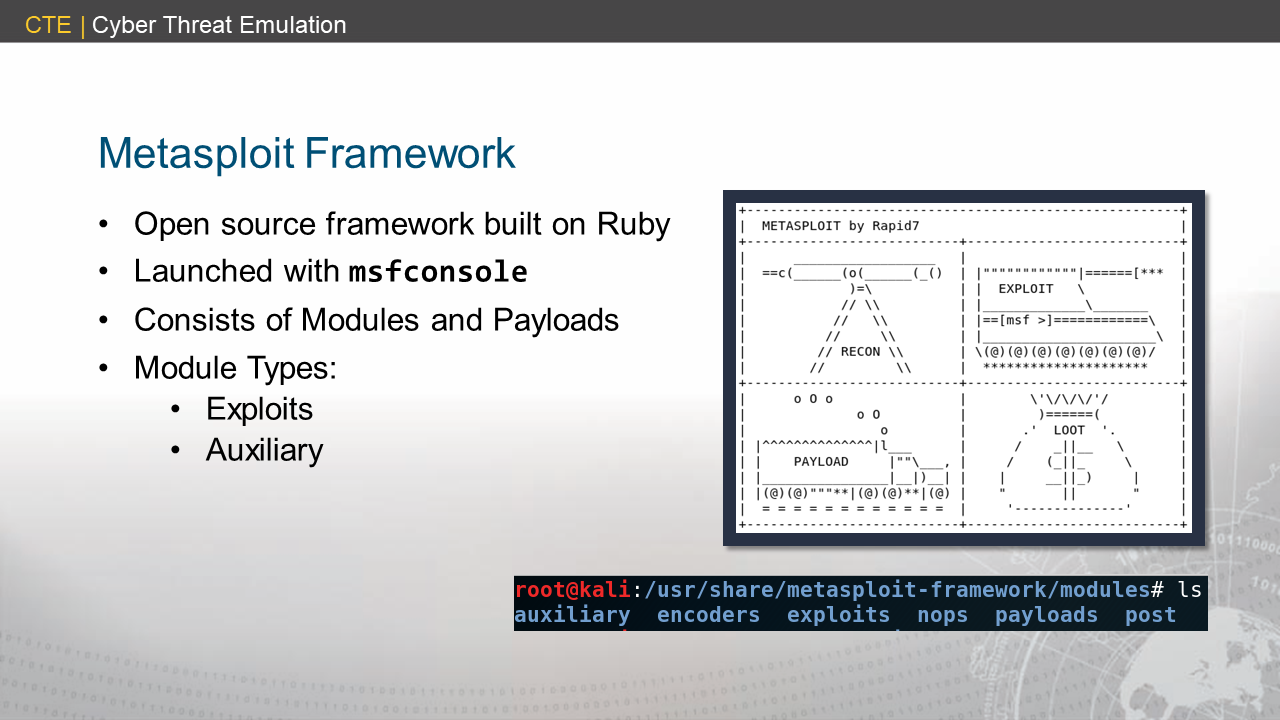 CTE | Cyber Threat Emulation
Metasploit Framework
• Open source framework built on Ruby
• Launched with msfconsole
• Consists of Modules and Payloads
• Module Types:
• Exploits
• Auxiliary
METASPLOIT by Rapid7
EXPLOIT
[msf >]
RECON
PAYLOAD
LOOT
root@kali:/usr/share/metasploit-framework/modules# ls
auxiliary encoders exploits nops payloads post